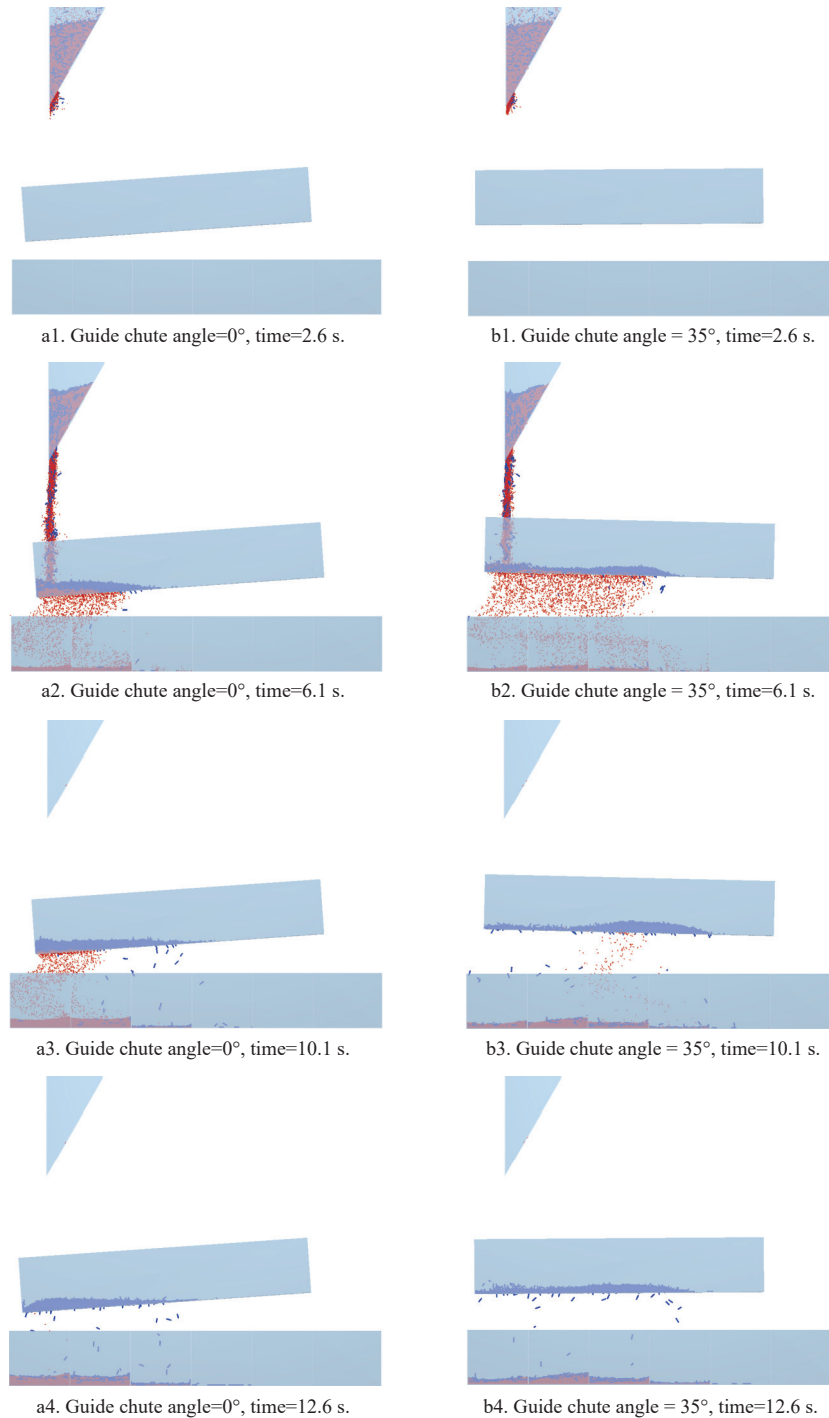 a1. Guide chute angle=0°, time=2.6 s.
b1. Guide chute angle = 35°, time=2.6 s.
a2. Guide chute angle=0°, time=6.1 s.
b2. Guide chute angle = 35°, time=6.1 s.
a3. Guide chute angle=0°, time=10.1 s.
b3. Guide chute angle = 35°, time=10.1 s.
a4. Guide chute angle=0°, time=12.6 s.
b4. Guide chute angle = 35°, time=12.6 s.